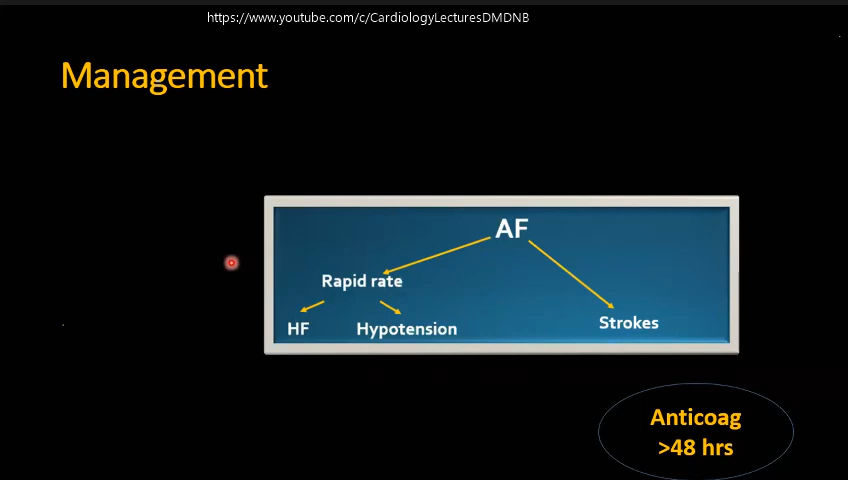 https://www.youtube.com/c/CardiologyLecturesDMDNB
Management
AF
Rapid rate
HF
Hypotension
Strokes
Anticoag
>48 hrs